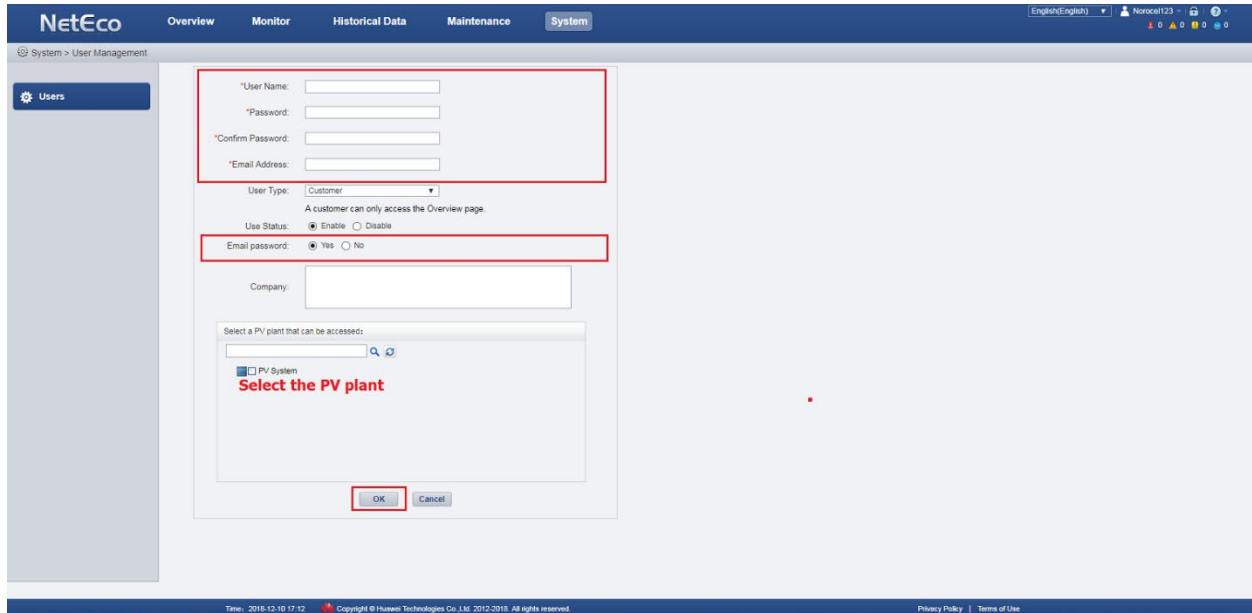 NetEco
Overview Monitor Historical Data Maintenance System
English(English) Norocel123
0 0 0 0
System > User Management
Users
*User Name:
*Password:
*Confirm Password:
*Email Address:
User Type: Customer
A customer can only access the Overview page.
Use Status: Enable Disable
Email password: Yes No
Company:
Select a PV plant that can be accessed:
PV System
Select the PV plant
OK Cancel
Time: 2018-12-10 17:12 Copyright © Huawei Technologies Co.,Ltd. 2012-2018. All rights reserved. Privacy Policy | Terms of Use